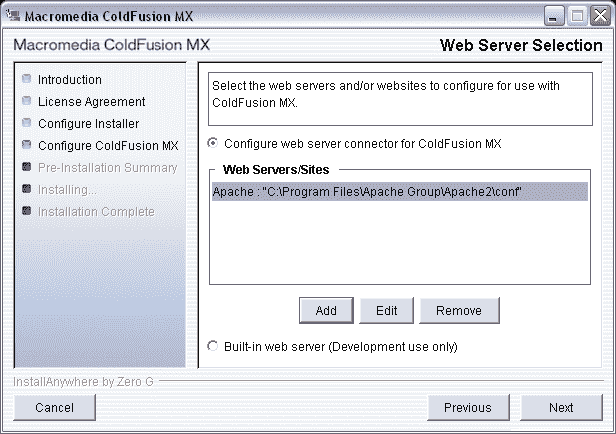 Macromedia ColdFusion MX
Macromedia ColdFusion MX
Web Server Selection
Introduction
License Agreement
Configure Installer
Configure ColdFusion MX
Pre-Installation Summary
Installing...
Installation Complete
Select the web servers and/or websites to configure for use with
ColdFusion MX.
Configure web server connector for ColdFusion MX
Web Servers/Sites
Apache : "C:\Program Files\Apache Group\Apache2\conf"
Add Edit Remove
Built-in web server (Development use only)
InstallAnywhere by Zero G
Cancel Previous Next